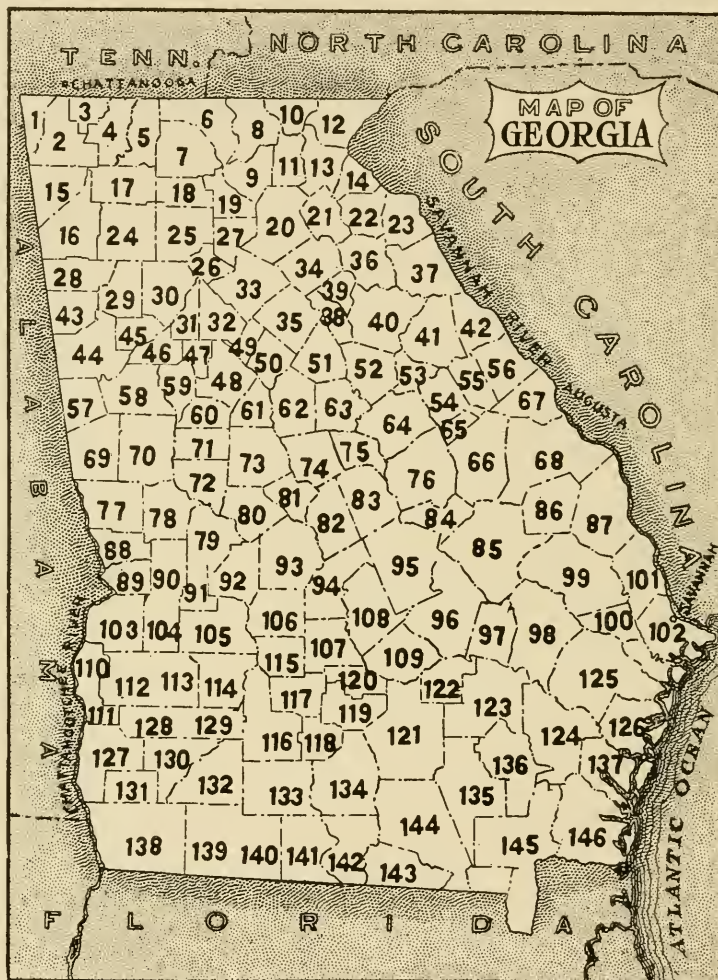 TENN.
CHATTANOOGA
NORTH CAROLINA
MAP OF
GEORGIA
SOUTH CAROLINA
SAVANNAH RIVER
AUGUSTA
SAVANNAH
ATLANTIC OCEAN
ALABAMA
CHATTAHOOCHEE RIVER
FLORIDA
1 2 3 4 5 6 8 10 12
7 9 11 13 14
15 17 18 19 20 21 22 23
16 24 25 27 34 36 37
28 29 30 26 33 39
43 45 31 32 35 38 40 41 42
44 46 47 49 50 51 52 53 55 56
57 58 59 48 61 62 63 54 67
60 64 65
69 70 71 73 74 75 76 66 68
72
77 78 79 80 81 82 83 84 85 86 87
88
89 90 91 92 93 94 95 99 101
103 104 105 106 108 96 97 98 100 102
110 115 107 109
112 113 114 117 120 122 123 125
111 128 129 116 118 119 121 124 126
127 130 136 137
131 132 133 134 135
144 145 146
138 139 140 141 142 143